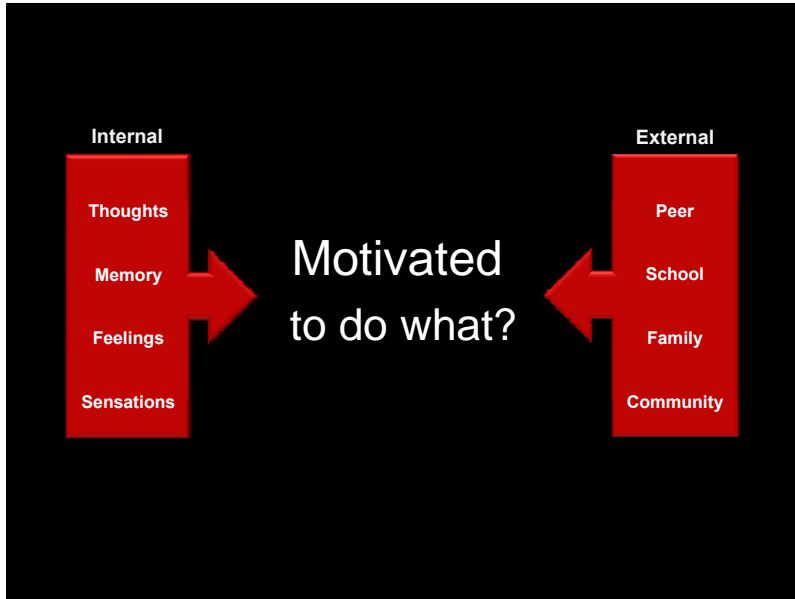 Internal
Thoughts
Memory
Feelings
Sensations
Motivated
to do what?
External
Peer
School
Family
Community